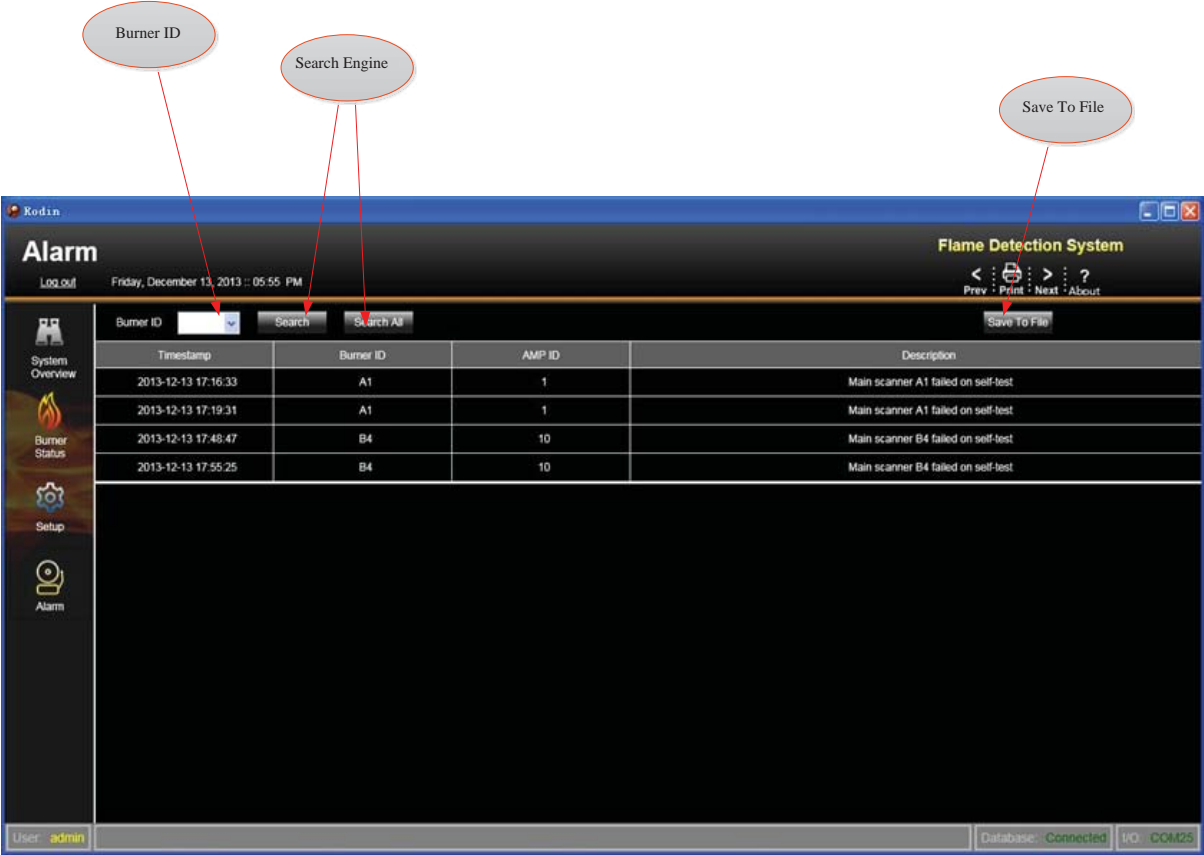 Burner ID
Search Engine
Save To File
Rodin
Alarm
Flame Detection System
Log out
Friday, December 13, 2013 :: 05:55 PM
Prev Print Next ? About
Burner ID Search Search All Save To File
System Overview
Burner Status
Setup
Alarm
Timestamp Burner ID AMP ID Description
2013-12-13 17:16:33 A1 1 Main scanner A1 failed on self-test
2013-12-13 17:19:31 A1 1 Main scanner A1 failed on self-test
2013-12-13 17:48:47 B4 10 Main scanner B4 failed on self-test
2013-12-13 17:55:25 B4 10 Main scanner B4 failed on self-test
User: admin
Database: Connected
I/O: COM25